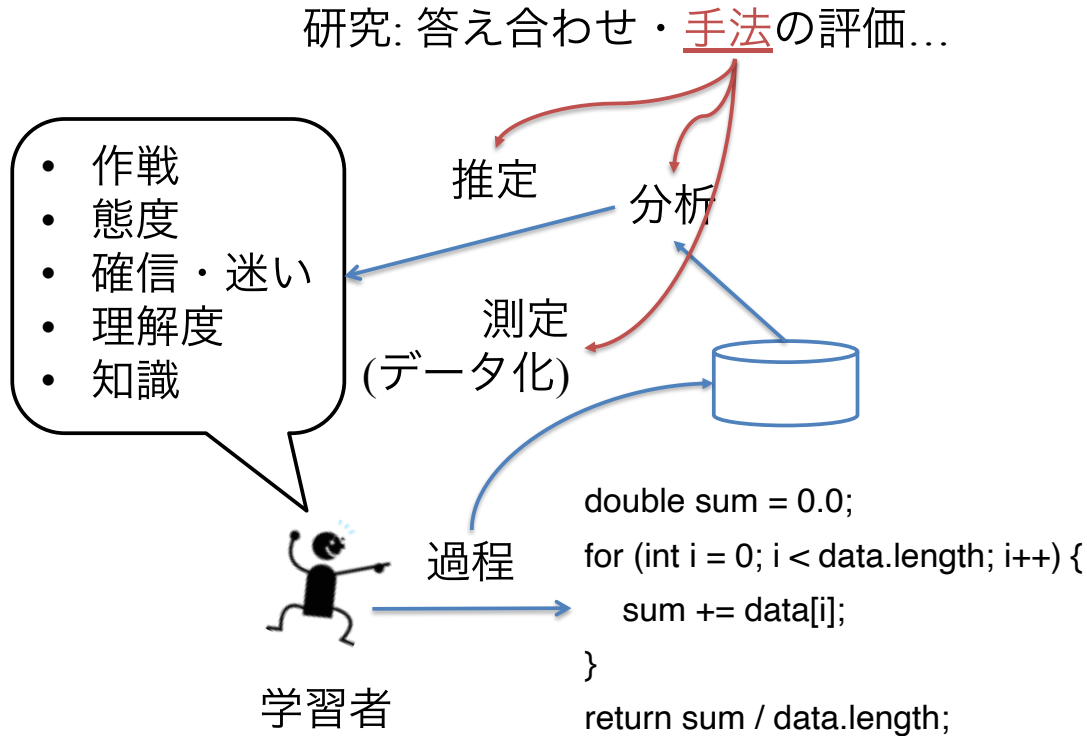 研究: 答え合わせ・手法の評価…
• 作戦
• 態度
• 確信・迷い
• 理解度
• 知識
推定
分析
測定
(データ化)
過程
学習者
double sum = 0.0;
for (int i = 0; i < data.length; i++) {
sum += data[i];
}
return sum / data.length;